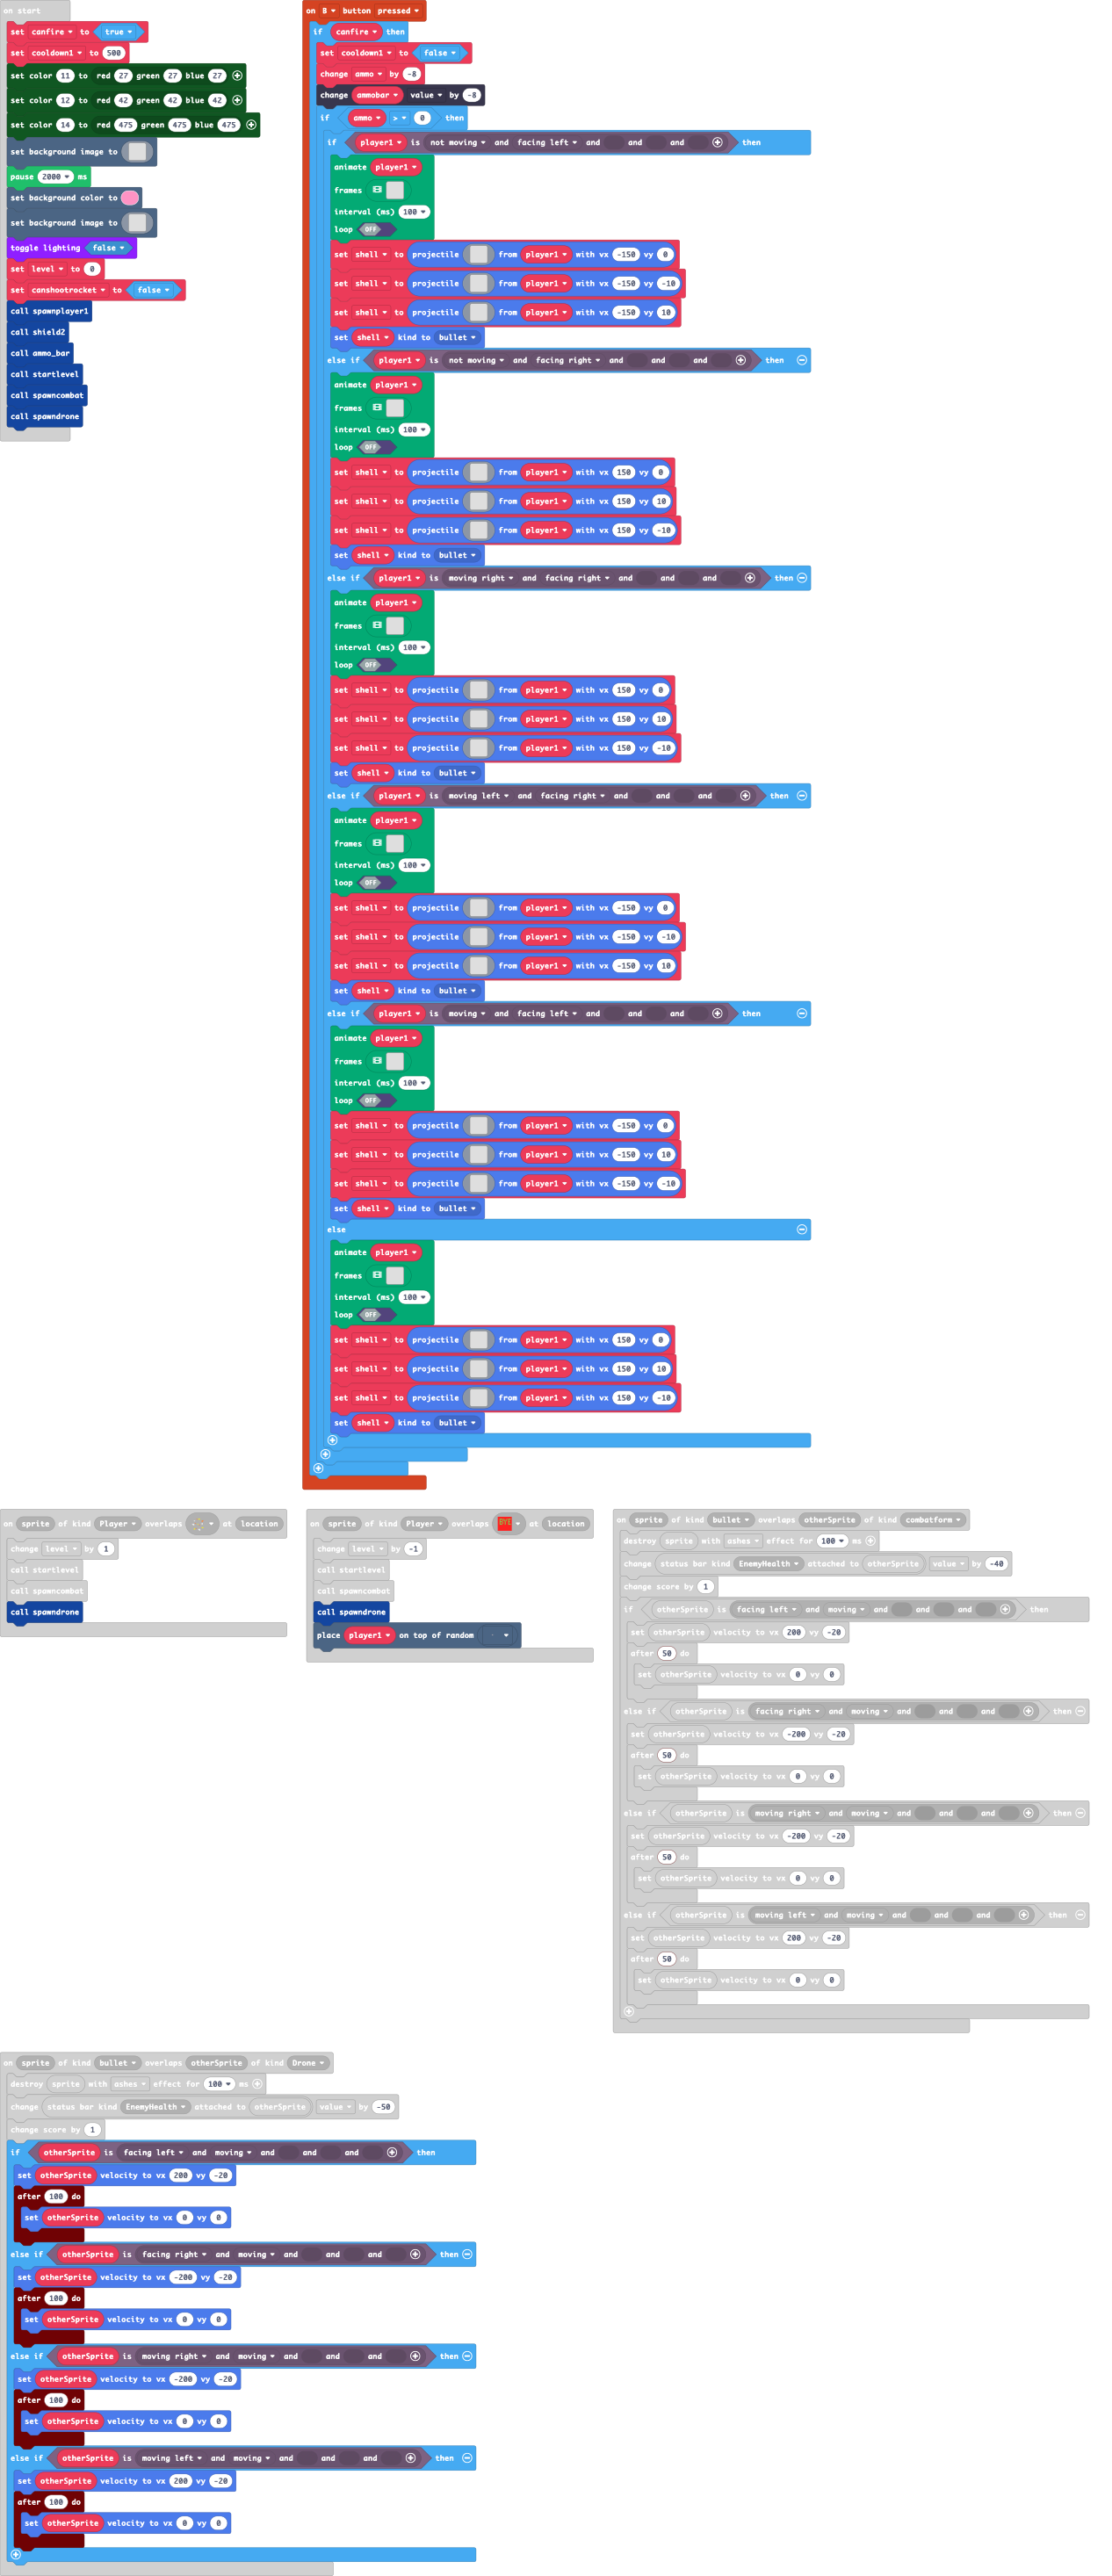 on start
set canfire to true
set cooldown1 to 500
set color 11 to red 27 green 27 blue 27
set color 12 to red 42 green 42 blue 42
set color 14 to red 475 green 475 blue 475
set background image to
pause 2000 ms
set background color to
set background image to
toggle lighting false
set level to 0
set canshootrocket to false
call spawnplayer1
call shield2
call ammo_bar
call startlevel
call spawncombat
call spawndrone
on B button pressed
if canfire then
set cooldown1 to false
change ammo by -8
change ammobar value by -8
if ammo > 0 then
if player1 is not moving and facing left and and and then
animate player1
frames
interval (ms) 100
loop OFF
set shell to projectile from player1 with vx -150 vy 0
set shell to projectile from player1 with vx -150 vy -10
set shell to projectile from player1 with vx -150 vy 10
set shell kind to bullet
else if player1 is not moving and facing right and and and then
animate player1
frames
interval (ms) 100
loop OFF
set shell to projectile from player1 with vx 150 vy 0
set shell to projectile from player1 with vx 150 vy 10
set shell to projectile from player1 with vx 150 vy -10
set shell kind to bullet
else if player1 is moving right and facing right and and and then
animate player1
frames
interval (ms) 100
loop OFF
set shell to projectile from player1 with vx 150 vy 0
set shell to projectile from player1 with vx 150 vy 10
set shell to projectile from player1 with vx 150 vy -10
set shell kind to bullet
else if player1 is moving left and facing right and and and then
animate player1
frames
interval (ms) 100
loop OFF
set shell to projectile from player1 with vx -150 vy 0
set shell to projectile from player1 with vx -150 vy -10
set shell to projectile from player1 with vx -150 vy 10
set shell kind to bullet
else if player1 is moving and facing left and and and then
animate player1
frames
interval (ms) 100
loop OFF
set shell to projectile from player1 with vx -150 vy 0
set shell to projectile from player1 with vx -150 vy 10
set shell to projectile from player1 with vx -150 vy -10
set shell kind to bullet
else
animate player1
frames
interval (ms) 100
loop OFF
set shell to projectile from player1 with vx 150 vy 0
set shell to projectile from player1 with vx 150 vy 10
set shell to projectile from player1 with vx 150 vy -10
set shell kind to bullet
on sprite of kind Player overlaps at location
change level by 1
call startlevel
call spawncombat
call spawndrone
on sprite of kind Player overlaps BYE at location
change level by -1
call startlevel
call spawncombat
call spawndrone
place player1 on top of random
on sprite of kind bullet overlaps otherSprite of kind combatform
destroy sprite with ashes effect for 100 ms
change status bar kind EnemyHealth attached to otherSprite value by -40
change score by 1
if otherSprite is facing left and moving and and and then
set otherSprite velocity to vx 200 vy -20
after 50 do
set otherSprite velocity to vx 0 vy 0
else if otherSprite is facing right and moving and and and then
set otherSprite velocity to vx -200 vy -20
after 50 do
set otherSprite velocity to vx 0 vy 0
else if otherSprite is moving right and moving and and and then
set otherSprite velocity to vx -200 vy -20
after 50 do
set otherSprite velocity to vx 0 vy 0
else if otherSprite is moving left and moving and and and then
set otherSprite velocity to vx 200 vy -20
after 50 do
set otherSprite velocity to vx 0 vy 0
on sprite of kind bullet overlaps otherSprite of kind Drone
destroy sprite with ashes effect for 100 ms
change status bar kind EnemyHealth attached to otherSprite value by -50
change score by 1
if otherSprite is facing left and moving and and and then
set otherSprite velocity to vx 200 vy -20
after 100 do
set otherSprite velocity to vx 0 vy 0
else if otherSprite is facing right and moving and and and then
set otherSprite velocity to vx -200 vy -20
after 100 do
set otherSprite velocity to vx 0 vy 0
else if otherSprite is moving right and moving and and and then
set otherSprite velocity to vx -200 vy -20
after 100 do
set otherSprite velocity to vx 0 vy 0
else if otherSprite is moving left and moving and and and then
set otherSprite velocity to vx 200 vy -20
after 100 do
set otherSprite velocity to vx 0 vy 0